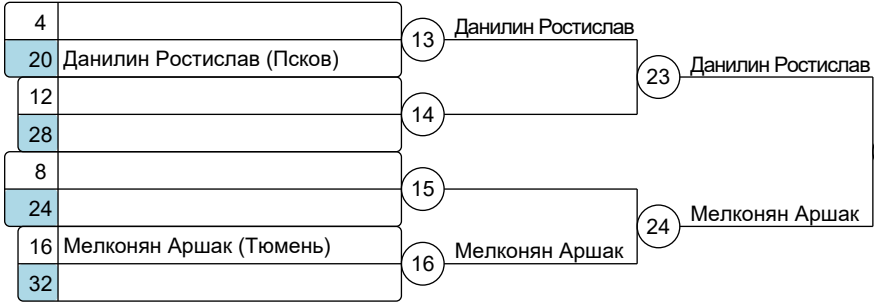 4
20 Данилин Ростислав (Псков)
13 Данилин Ростислав
12
28
14
23 Данилин Ростислав
8
24
15
16 Мелконян Аршак (Тюмень)
32
16 Мелконян Аршак
24 Мелконян Аршак